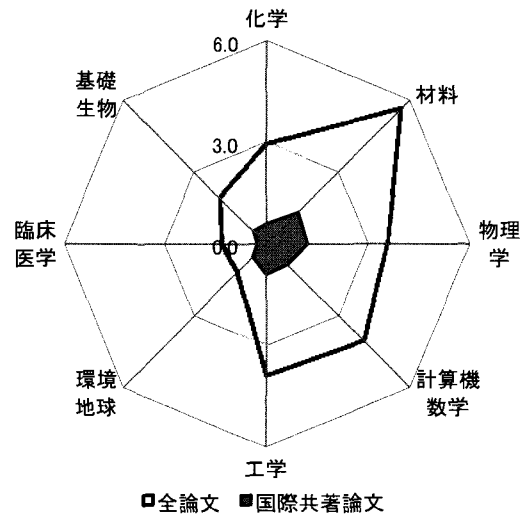 化学
6.0
基礎
生物
材料
3.0
臨床
医学
0.0
物理
学
環境
地球
計算機
数学
工学
全論文 国際共著論文